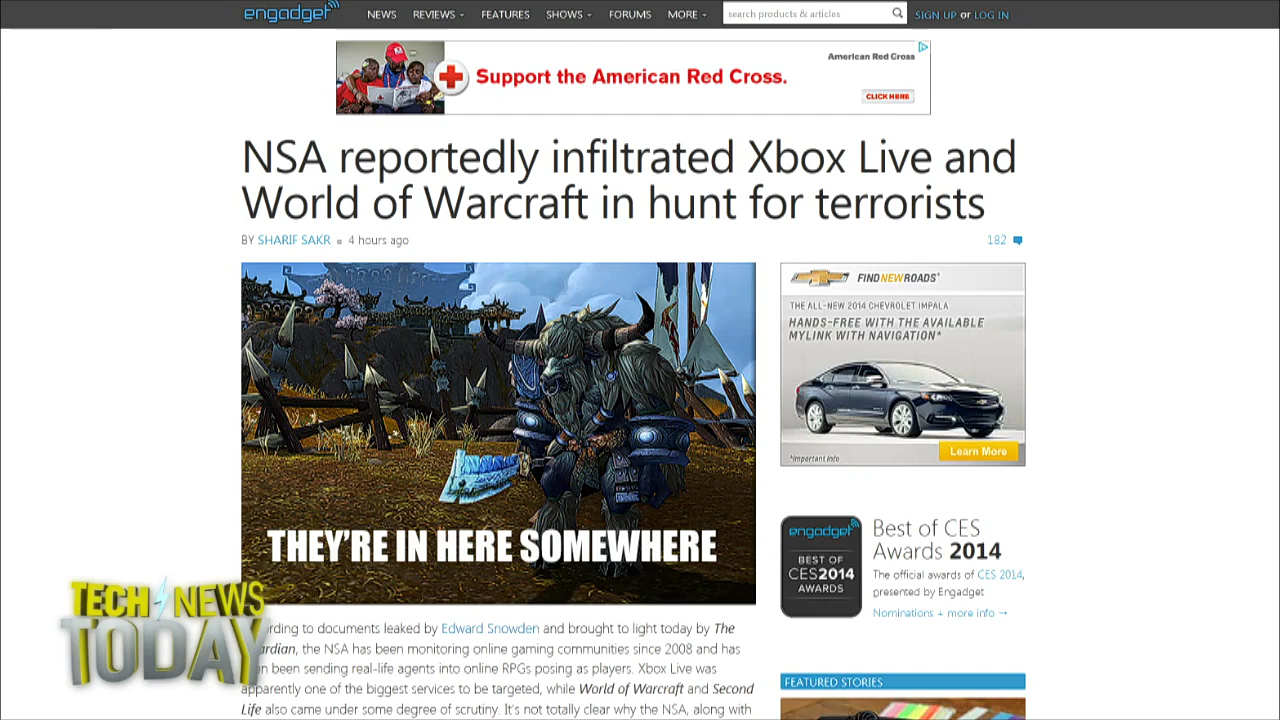 engadget NEWS REVIEWS FEATURES SHOWS FORUMS MORE search products & articles SIGN UP or LOG IN
American Red Cross
Support the American Red Cross.
CLICK HERE
NSA reportedly infiltrated Xbox Live and
World of Warcraft in hunt for terrorists
BY SHARIF SAKR 4 hours ago
182
THEY'RE IN HERE SOMEWHERE
FIND NEW ROADS
THE ALL-NEW 2014 CHEVROLET IMPALA
HANDS-FREE WITH THE AVAILABLE
MYLINK WITH NAVIGATION*
*Important Info
Learn More
engadget
BEST OF
CES2014
AWARDS
Best of CES
Awards 2014
The official awards of CES 2014,
presented by Engadget
Nominations + more info →
TECH NEWS
TODAY
rding to documents leaked by Edward Snowden and brought to light today by The
rdian, the NSA has been monitoring online gaming communities since 2008 and has
n been sending real-life agents into online RPGs posing as players. Xbox Live was
apparently one of the biggest services to be targeted, while World of Warcraft and Second
Life also came under some degree of scrutiny. It's not totally clear why the NSA, along with
FEATURED STORIES